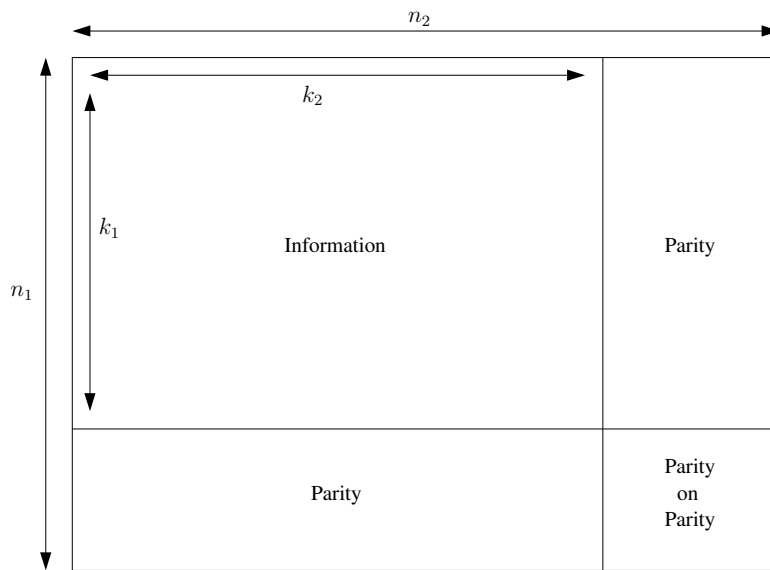 n₂
k₂
k₁
Information
Parity
n₁
Parity
Parity
on
Parity